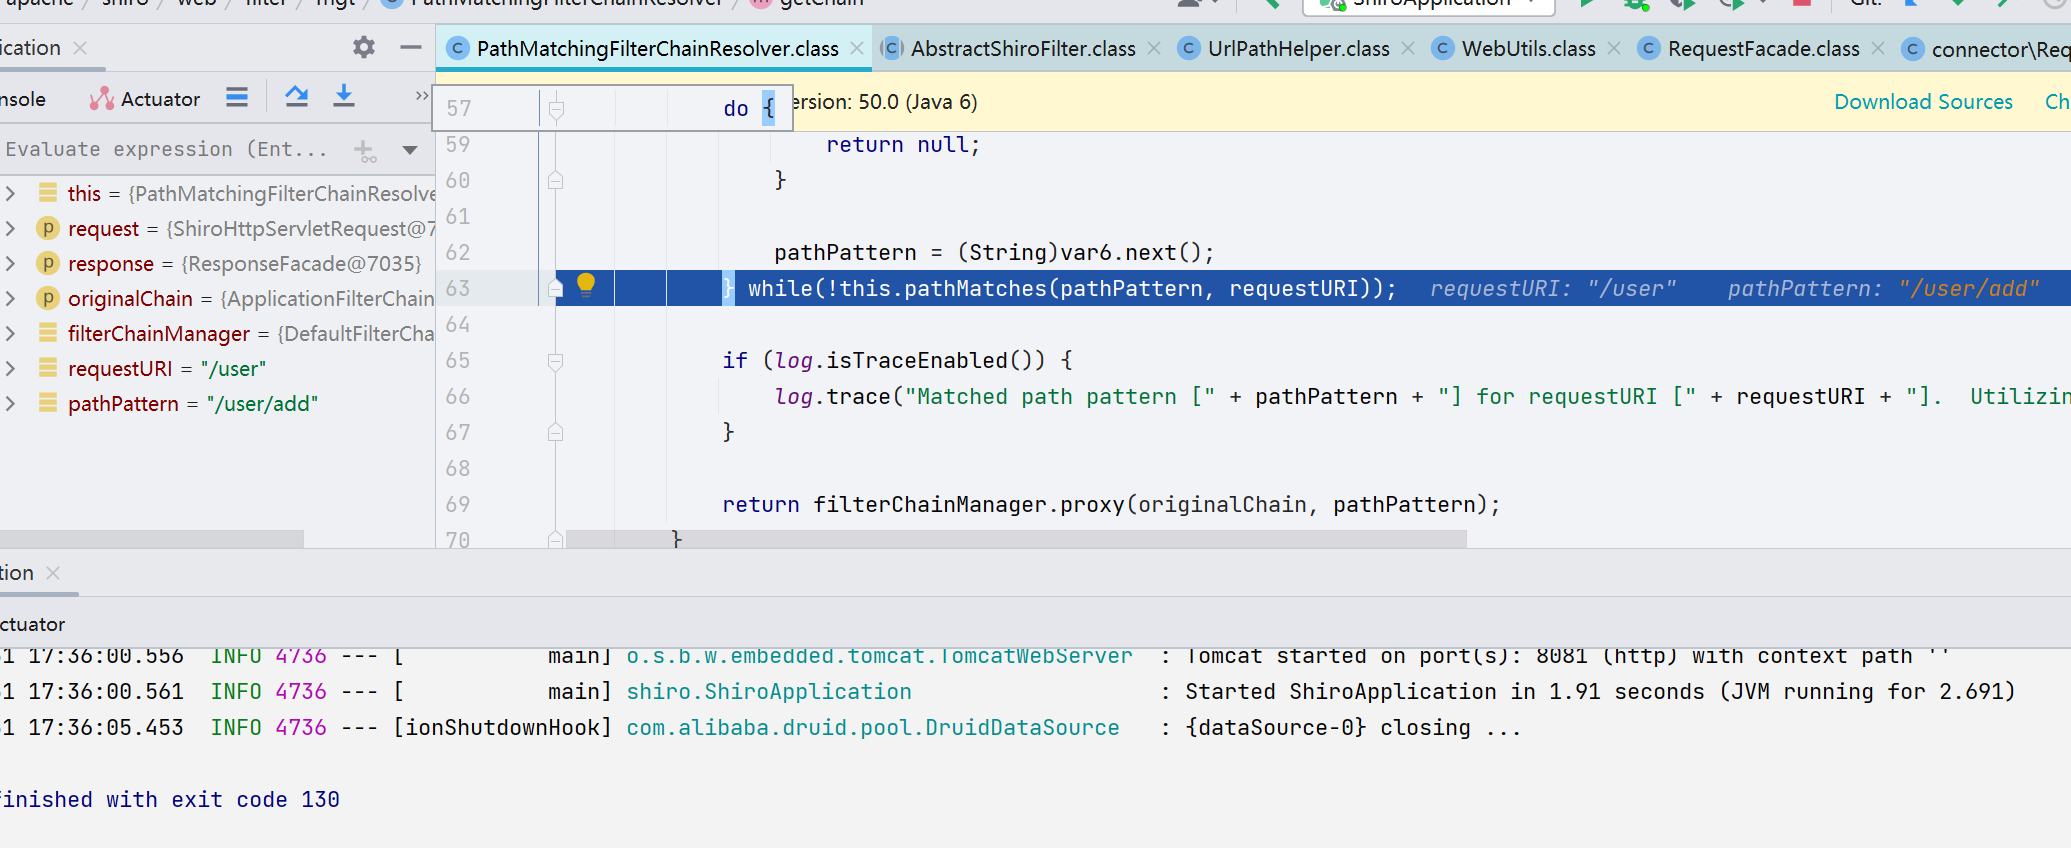 apache / shiro / web / filter / mgt / PathMatchingFilterChainResolver / getChain
ShiroApplication
Git:
ication
PathMatchingFilterChainResolver.class
AbstractShiroFilter.class
UrlPathHelper.class
WebUtils.class
RequestFacade.class
connector\Req
nsole
Actuator
»
57 do {
ersion: 50.0 (Java 6)
Download Sources
Ch
Evaluate expression (Ent...
this = {PathMatchingFilterChainResolve
request = {ShiroHttpServletRequest@7
response = {ResponseFacade@7035}
originalChain = {ApplicationFilterChain
filterChainManager = {DefaultFilterCha
requestURI = "/user"
pathPattern = "/user/add"
59 return null;
60 }
61
62 pathPattern = (String)var6.next();
63 } while(!this.pathMatches(pathPattern, requestURI)); requestURI: "/user" pathPattern: "/user/add"
64
65 if (log.isTraceEnabled()) {
66 log.trace("Matched path pattern [" + pathPattern + "] for requestURI [" + requestURI + "].  Utilizin
67 }
68
69 return filterChainManager.proxy(originalChain, pathPattern);
70 }
tion
ctuator
1 17:36:00.556 INFO 4736 --- [ main] o.s.b.w.embedded.tomcat.TomcatWebServer : Tomcat started on port(s): 8081 (http) with context path ''
1 17:36:00.561 INFO 4736 --- [ main] shiro.ShiroApplication : Started ShiroApplication in 1.91 seconds (JVM running for 2.691)
1 17:36:05.453 INFO 4736 --- [ionShutdownHook] com.alibaba.druid.pool.DruidDataSource : {dataSource-0} closing ...
finished with exit code 130